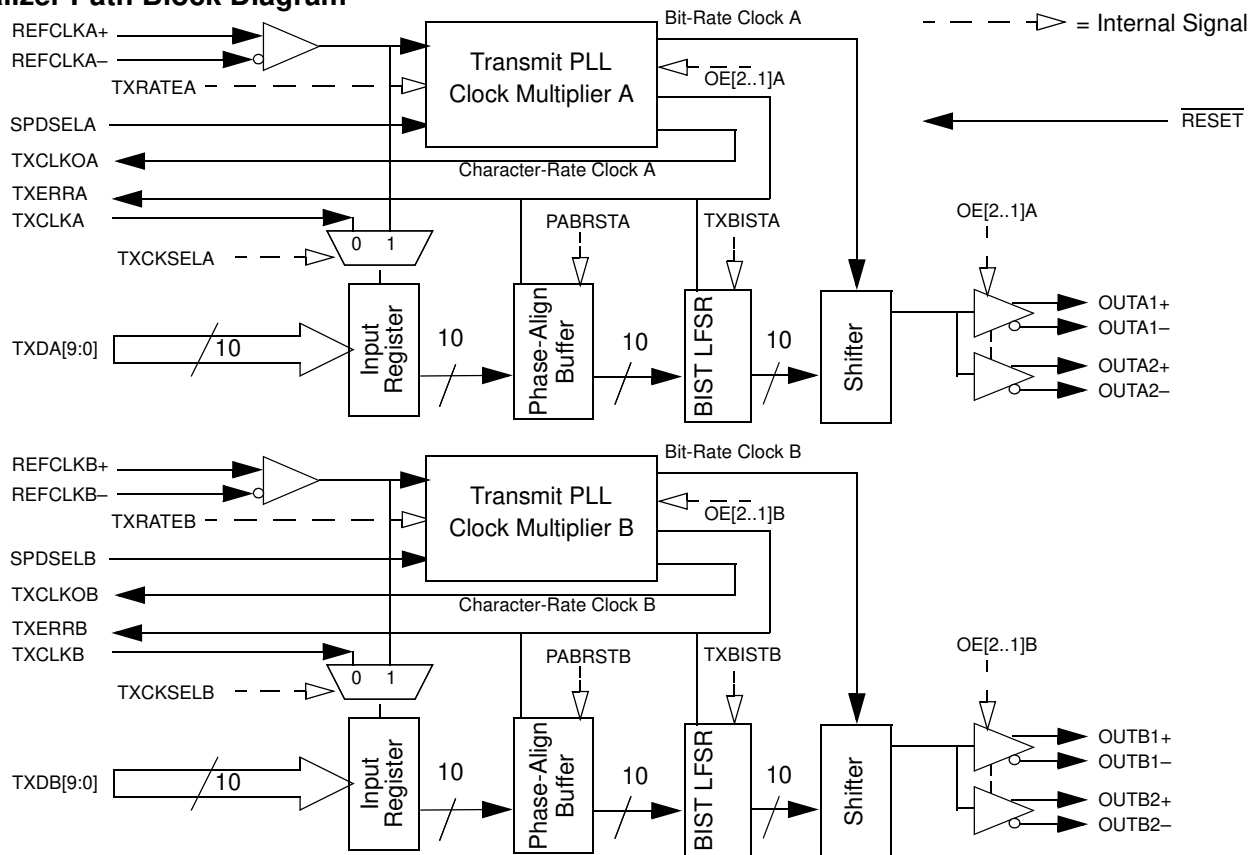 alizer Path Block Diagram
Bit-Rate Clock A
= Internal Signal
REFCLKA+
REFCLKA–
TXRATEA
Transmit PLL
Clock Multiplier A
OE[2..1]A
SPDSELA
RESET
TXCLKOA
Character-Rate Clock A
TXERRA
TXCLKA
PABRSTA
TXBISTA
OE[2..1]A
0 1
TXCKSELA
TXDA[9:0]
10
Input
Register
10
Phase-Align
Buffer
10
BIST LFSR
10
Shifter
OUTA1+
OUTA1–
OUTA2+
OUTA2–
Bit-Rate Clock B
REFCLKB+
REFCLKB–
TXRATEB
Transmit PLL
Clock Multiplier B
OE[2..1]B
SPDSELB
TXCLKOB
Character-Rate Clock B
TXERRB
TXCLKB
PABRSTB
TXBISTB
OE[2..1]B
0 1
TXCKSELB
TXDB[9:0]
10
Input
Register
10
Phase-Align
Buffer
10
BIST LFSR
10
Shifter
OUTB1+
OUTB1–
OUTB2+
OUTB2–